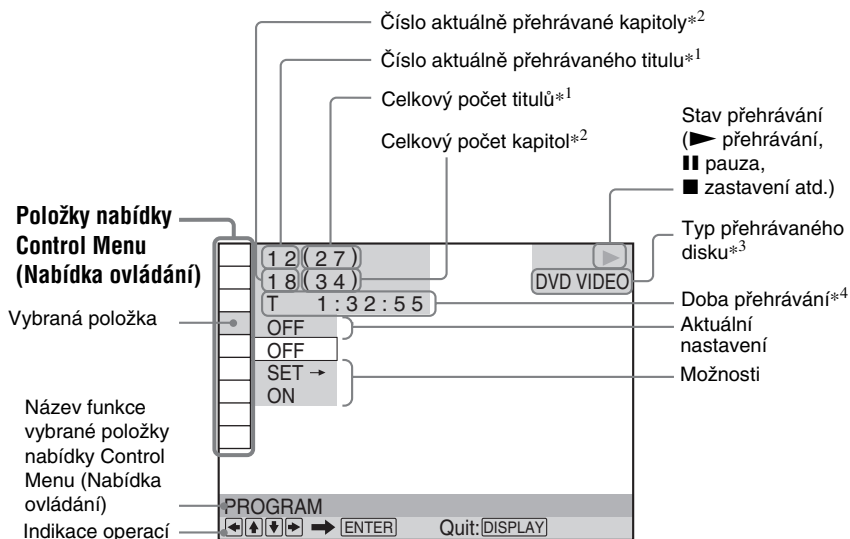 Číslo aktuálně přehrávané kapitoly*2
Číslo aktuálně přehrávaného titulu*1
Celkový počet titulů*1
Celkový počet kapitol*2
Stav přehrávání
(► přehrávání,
❚❚ pauza,
■ zastavení atd.)
Položky nabídky
Control Menu
(Nabídka ovládání)
Vybraná položka
Název funkce
vybrané položky
nabídky Control
Menu (Nabídka
ovládání)
Indikace operací
12(27)
18(34)
T 1:32:55
OFF
OFF
SET →
ON
►
DVD VIDEO
PROGRAM
←↑↓→ ➡ ENTER Quit: DISPLAY
Typ přehrávaného
disku*3
Doba přehrávání*4
Aktuální
nastavení
Možnosti